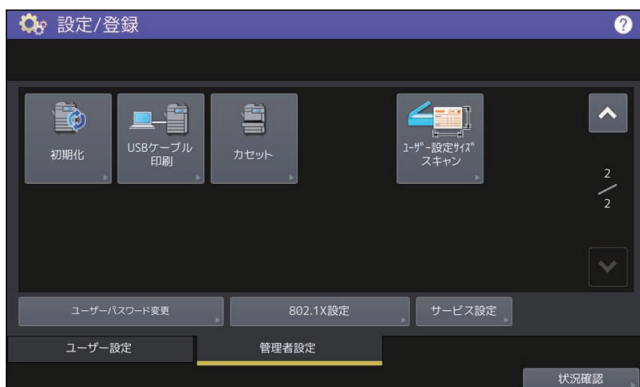 設定/登録
?
初期化
USBケーブル
印刷
カセット
ユーザー設定サイズ
スキャン
2
2
ユーザーパスワード変更
802.1X設定
サービス設定
ユーザー設定
管理者設定
状況確認